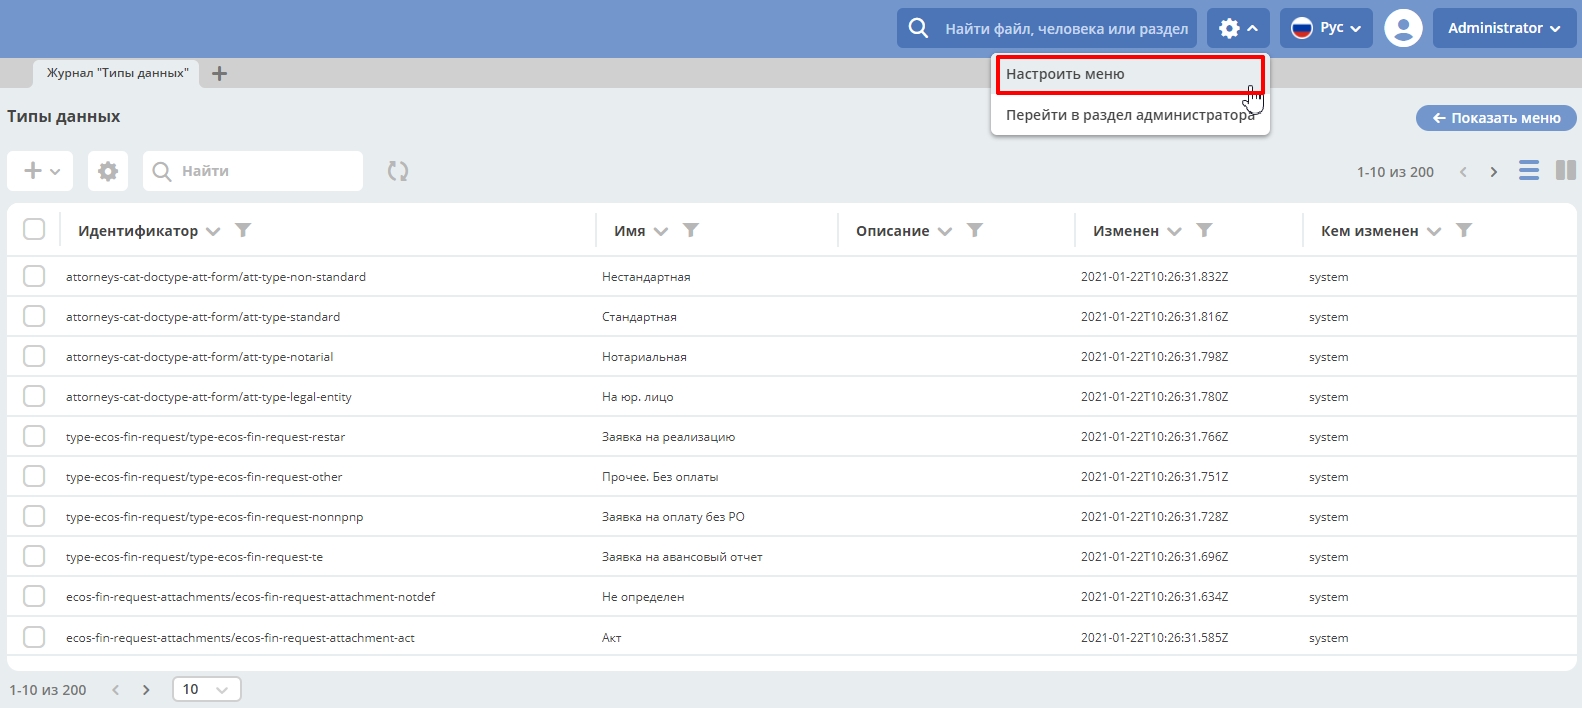 Найти файл, человека или раздел
Рус
Administrator
Журнал "Типы данных"
Настроить меню
Перейти в раздел администратора
Типы данных
Показать меню
Найти
1-10 из 200
Идентификатор Имя Описание Изменен Кем изменен
attorneys-cat-doctype-att-form/att-type-non-standard Нестандартная 2021-01-22T10:26:31.832Z system
attorneys-cat-doctype-att-form/att-type-standard Стандартная 2021-01-22T10:26:31.816Z system
attorneys-cat-doctype-att-form/att-type-notarial Нотариальная 2021-01-22T10:26:31.798Z system
attorneys-cat-doctype-att-form/att-type-legal-entity На юр. лицо 2021-01-22T10:26:31.780Z system
type-ecos-fin-request/type-ecos-fin-request-restar Заявка на реализацию 2021-01-22T10:26:31.766Z system
type-ecos-fin-request/type-ecos-fin-request-other Прочее. Без оплаты 2021-01-22T10:26:31.751Z system
type-ecos-fin-request/type-ecos-fin-request-nonnpnp Заявка на оплату без РО 2021-01-22T10:26:31.728Z system
type-ecos-fin-request/type-ecos-fin-request-te Заявка на авансовый отчет 2021-01-22T10:26:31.696Z system
ecos-fin-request-attachments/ecos-fin-request-attachment-notdef Не определен 2021-01-22T10:26:31.634Z system
ecos-fin-request-attachments/ecos-fin-request-attachment-act Акт 2021-01-22T10:26:31.585Z system
1-10 из 200
10